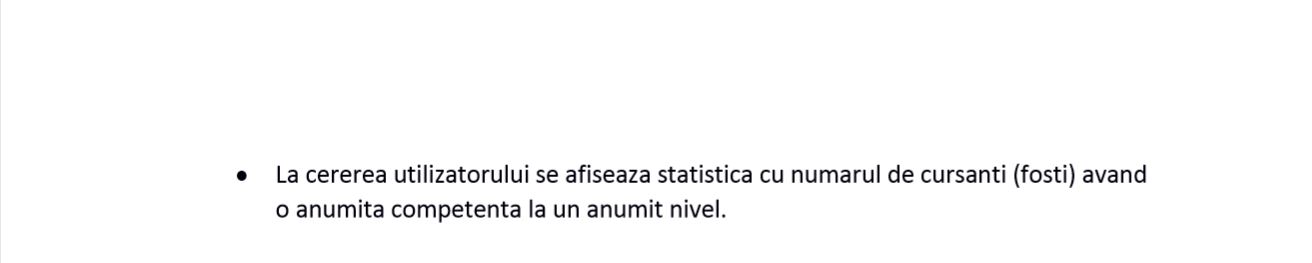 • La cererea utilizatorului se afiseaza statistica cu numarul de cursanti (fosti) avand
o anumita competenta la un anumit nivel.